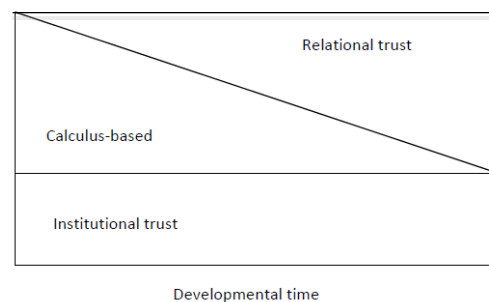 Relational trust
Calculus-based
Institutional trust
Developmental time